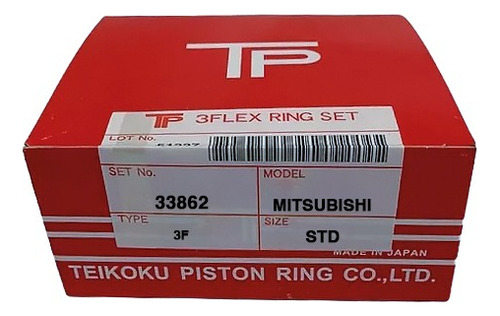 TP
TP 3FLEX RING SET
LOT No.
SET No. MODEL
33862 MITSUBISHI
TYPE SIZE
3F STD
MADE IN JAPAN
TEIKOKU PISTON RING CO.,LTD.